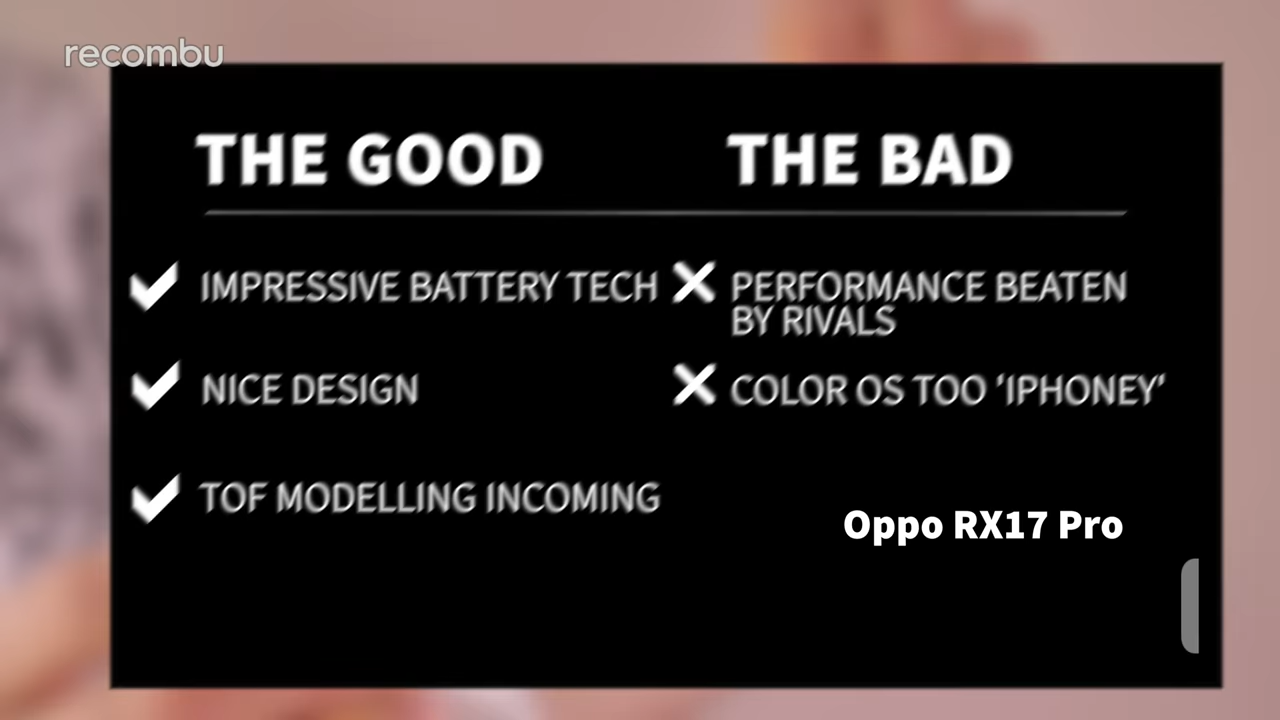 recombu
THE GOOD
THE BAD
IMPRESSIVE BATTERY TECH
PERFORMANCE BEATEN
BY RIVALS
NICE DESIGN
COLOR OS TOO 'IPHONEY'
TOF MODELLING INCOMING
Oppo RX17 Pro